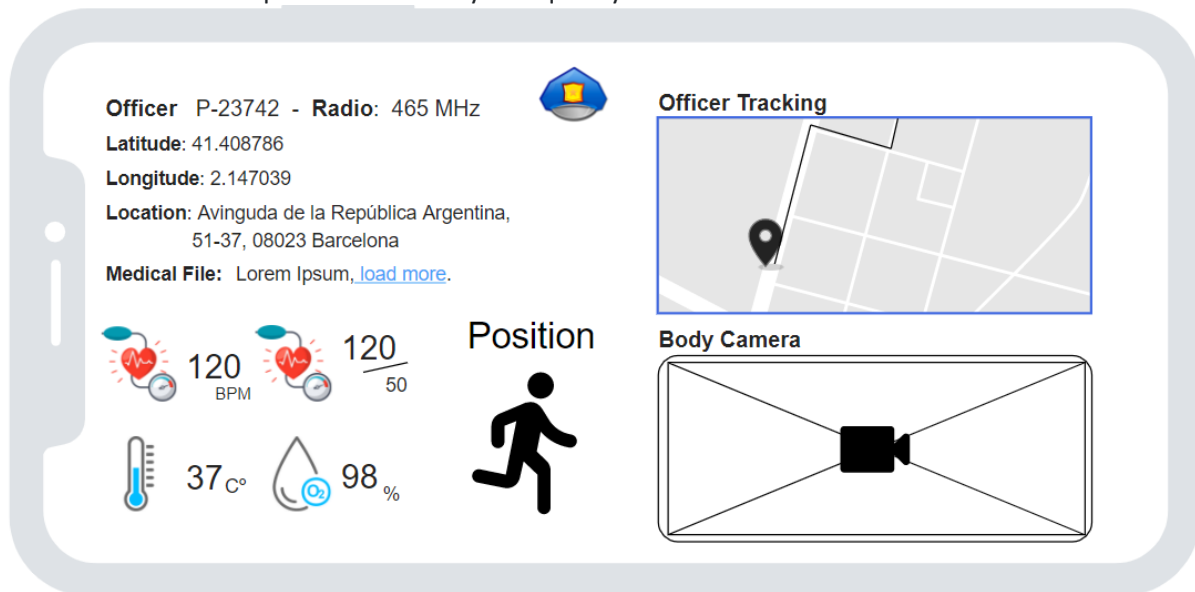 Officer P-23742 - Radio: 465 MHz
Latitude: 41.408786
Longitude: 2.147039
Location: Avinguda de la República Argentina,
51-37, 08023 Barcelona
Medical File: Lorem Ipsum, load more.
120
BPM
120
50
37 Cº
O2
98 %
Position
Officer Tracking
Body Camera